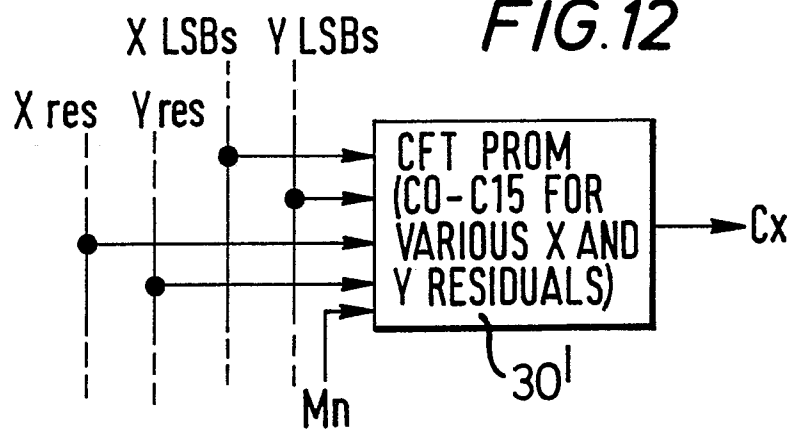 FIG. 12
X LSBs Y LSBs
X res Y res
CFT PROM
(C0-C15 FOR
VARIOUS X AND
Y RESIDUALS)
Cx
30'
Mn